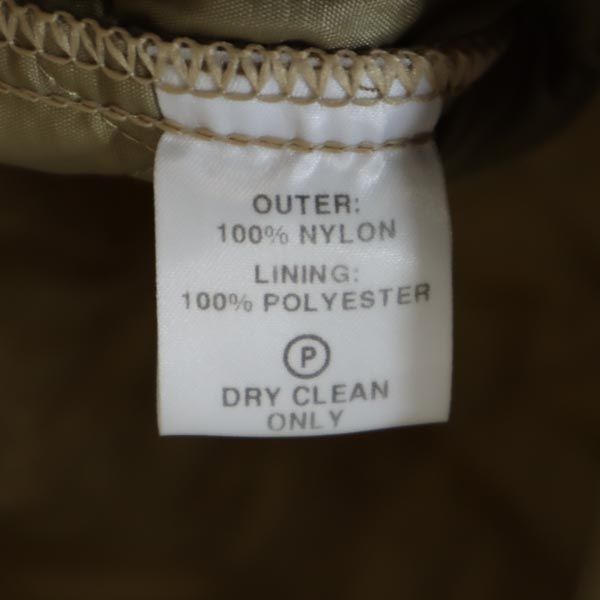 OUTER:
100% NYLON
LINING:
100% POLYESTER
P
DRY CLEAN
ONLY